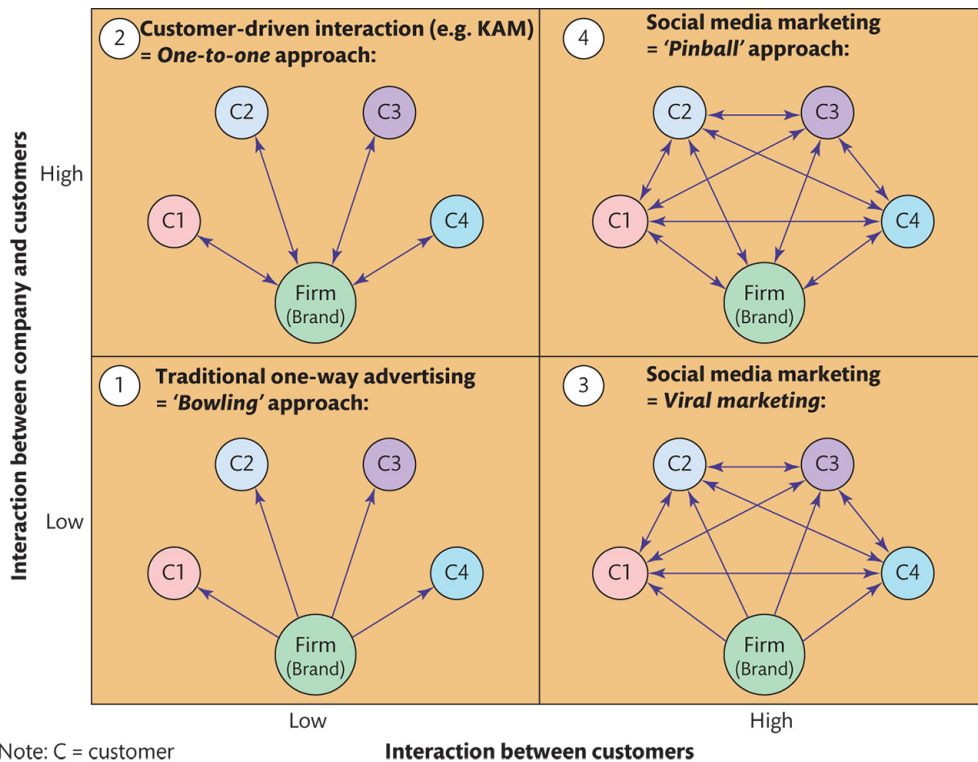 2
Customer-driven interaction (e.g. KAM)
= One-to-one approach:
C2
C3
C1
C4
Firm
(Brand)
4
Social media marketing
= ‘Pinball’ approach:
C2
C3
C1
C4
Firm
(Brand)
1
Traditional one-way advertising
= ‘Bowling’ approach:
C2
C3
C1
C4
Firm
(Brand)
3
Social media marketing
= Viral marketing:
C2
C3
C1
C4
Firm
(Brand)
Interaction between company and customers
High
Low
Low
High
Note: C = customer
Interaction between customers